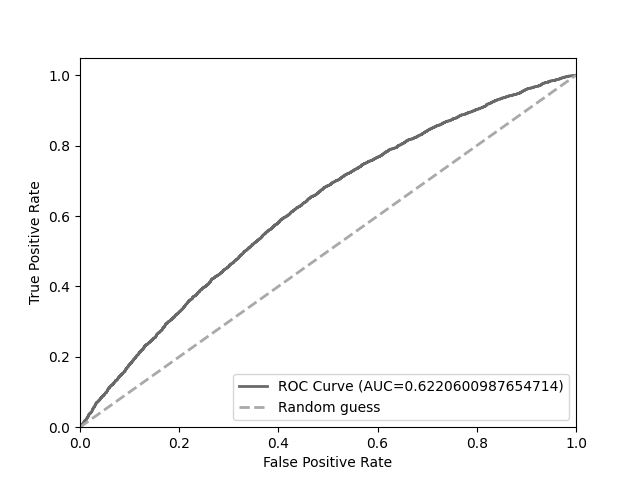 1.0
0.8
0.6
0.4
0.2
0.0
True Positive Rate
ROC Curve (AUC=0.6220600987654714)
Random guess
0.0 0.2 0.4 0.6 0.8 1.0
False Positive Rate